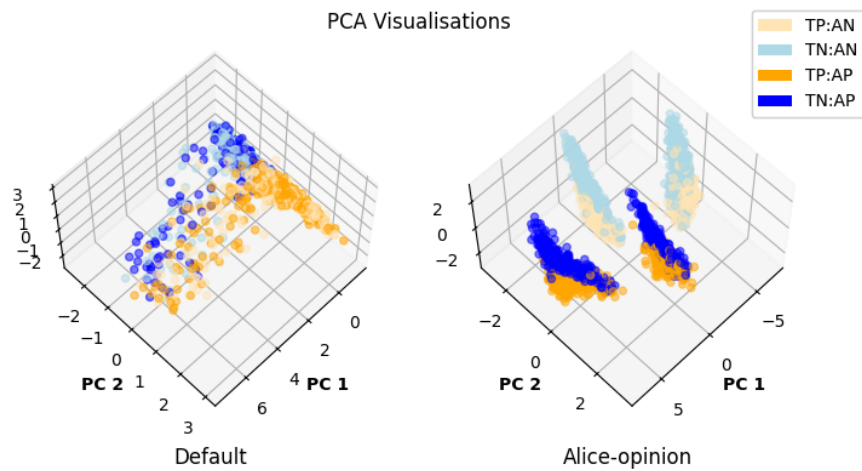 PCA Visualisations
TP:AN
TN:AN
TP:AP
TN:AP
3
2
1
0
−1
−2
−2
−1
0
1
2
3
PC 2
0
2
4
6
PC 1
Default
2
0
−2
−2
0
2
PC 2
−5
0
5
PC 1
Alice-opinion